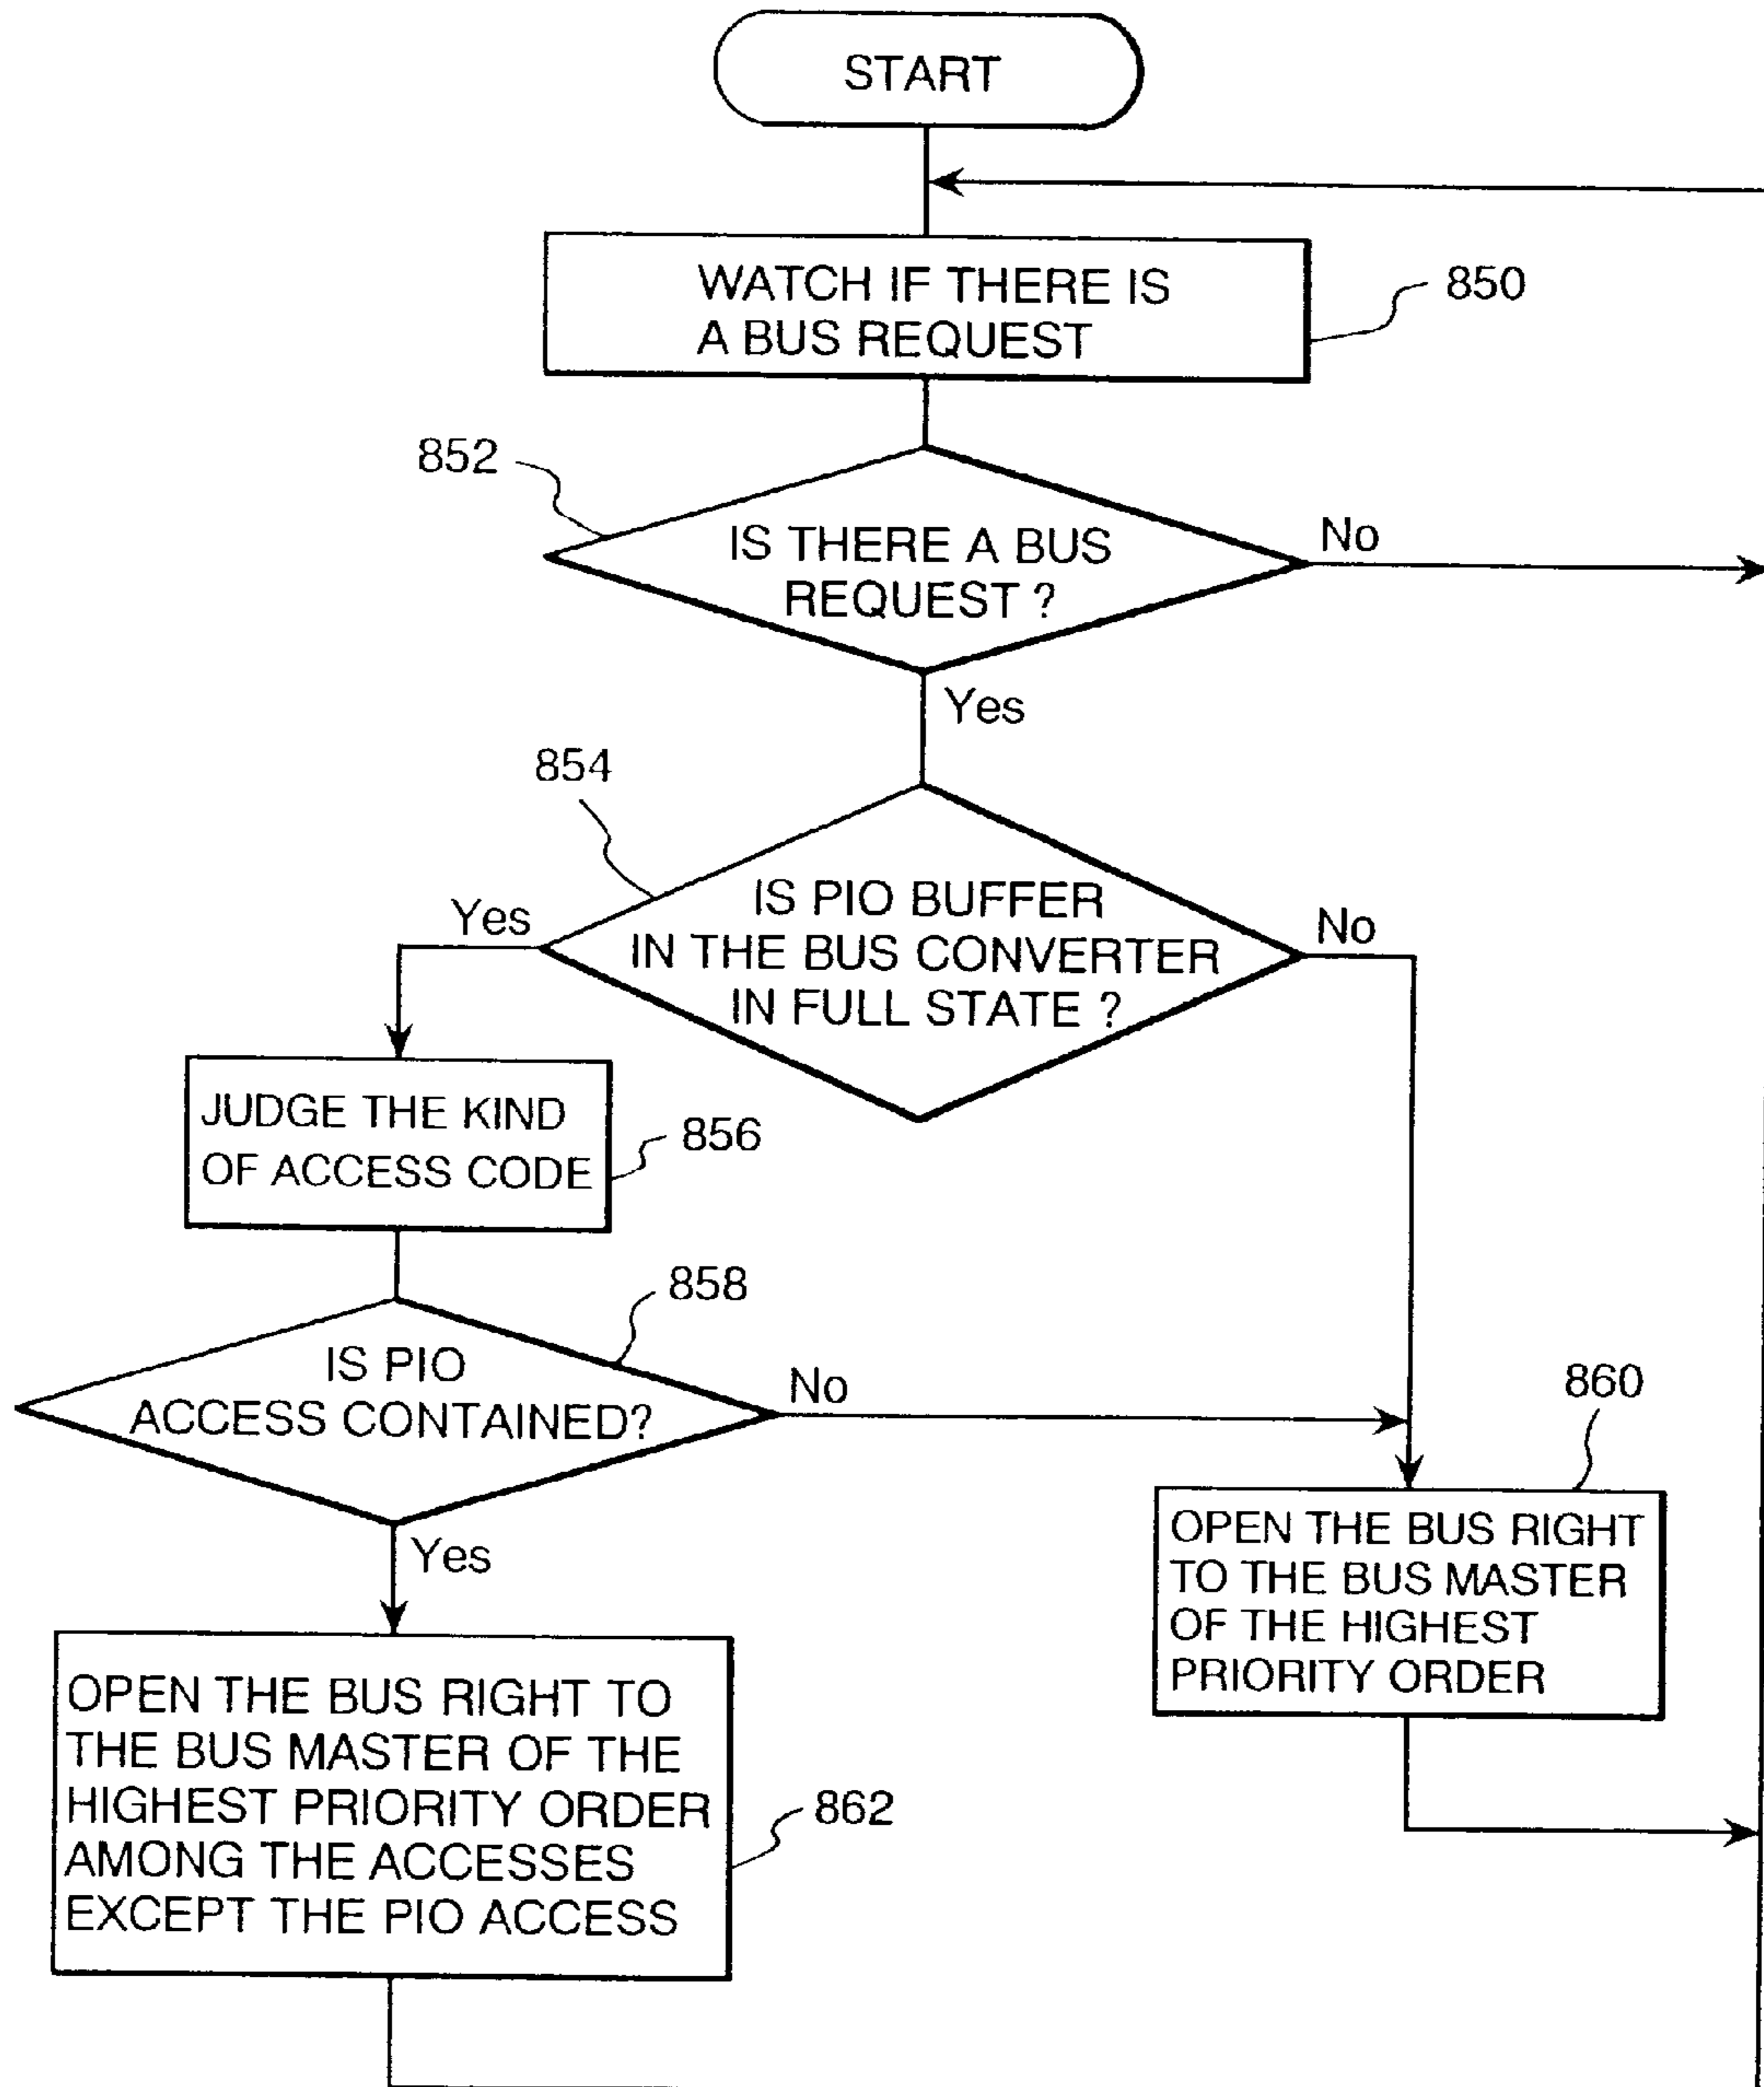 START
WATCH IF THERE IS
A BUS REQUEST
850
852
IS THERE A BUS
REQUEST ?
No
Yes
854
IS PIO BUFFER
IN THE BUS CONVERTER
IN FULL STATE ?
Yes
No
JUDGE THE KIND
OF ACCESS CODE
856
858
IS PIO
ACCESS CONTAINED?
No
Yes
860
OPEN THE BUS RIGHT
TO THE BUS MASTER
OF THE HIGHEST
PRIORITY ORDER
OPEN THE BUS RIGHT TO
THE BUS MASTER OF THE
HIGHEST PRIORITY ORDER
AMONG THE ACCESSES
EXCEPT THE PIO ACCESS
862